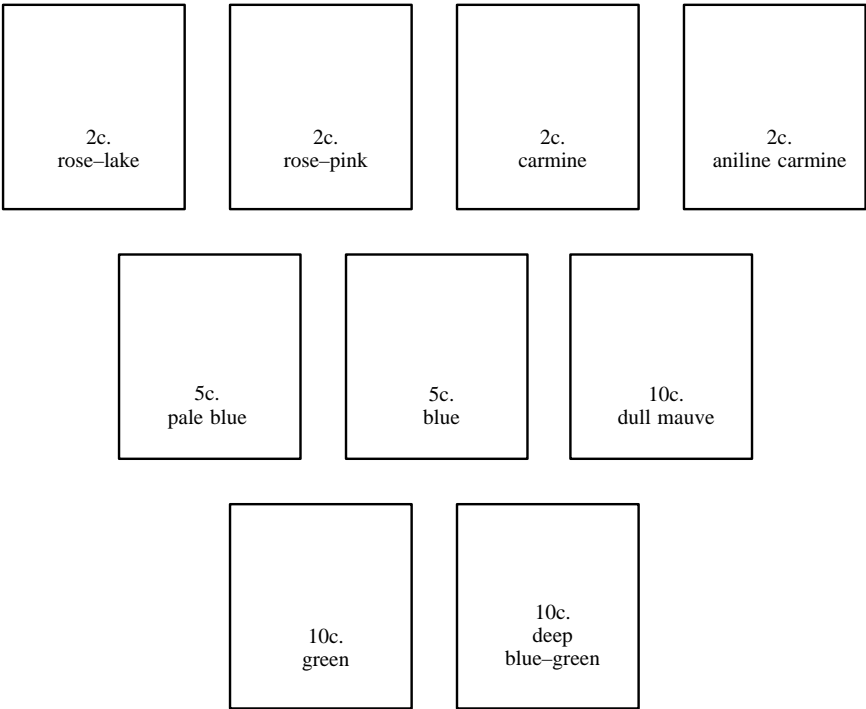 2c.
rose–lake
2c.
rose–pink
2c.
carmine
2c.
aniline carmine
5c.
pale blue
5c.
blue
10c.
dull mauve
10c.
green
10c.
deep
blue–green